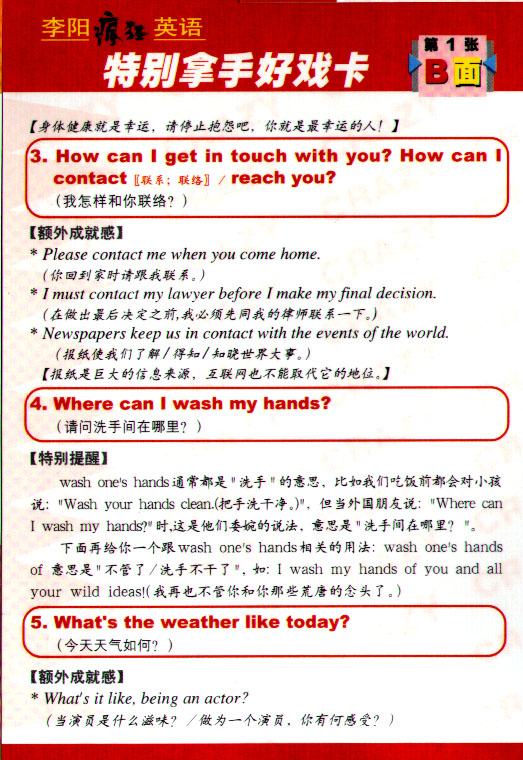 李阳 疯狂 英语
特别拿手好戏卡
第 1 张
B 面
【身体健康就是幸运，请停止抱怨吧，你就是最幸运的人！】
3. How can I get in touch with you? How can I
contact〖联系；联络〗/ reach you?
（我怎样和你联络？）
【额外成就感】
* Please contact me when you come home.
（你回到家时请跟我联系。）
* I must contact my lawyer before I make my final decision.
（在做出最后决定之前,我必须先同我的律师联系一下。）
* Newspapers keep us in contact with the events of the world.
（报纸使我们了解/得知/知晓世界大事。）
【报纸是巨大的信息来源，互联网也不能取代它的地位。】
4. Where can I wash my hands?
（请问洗手间在哪里？）
【特别提醒】
wash one's hands通常都是"洗手"的意思，比如我们吃饭前都会对小孩
说："Wash your hands clean.(把手洗干净。)"，但当外国朋友说："Where can
I wash my hands?"时,这是他们委婉的说法，意思是"洗手间在哪里？"。
下面再给你一个跟wash one's hands相关的用法：wash one's hands
of 意思是"不管了/洗手不干了"，如：I wash my hands of you and all
your wild ideas!(我再也不管你和你那些荒唐的念头了。)
5. What's the weather like today?
（今天天气如何？）
【额外成就感】
* What's it like, being an actor?
（当演员是什么滋味？／做为一个演员，你有何感受？）